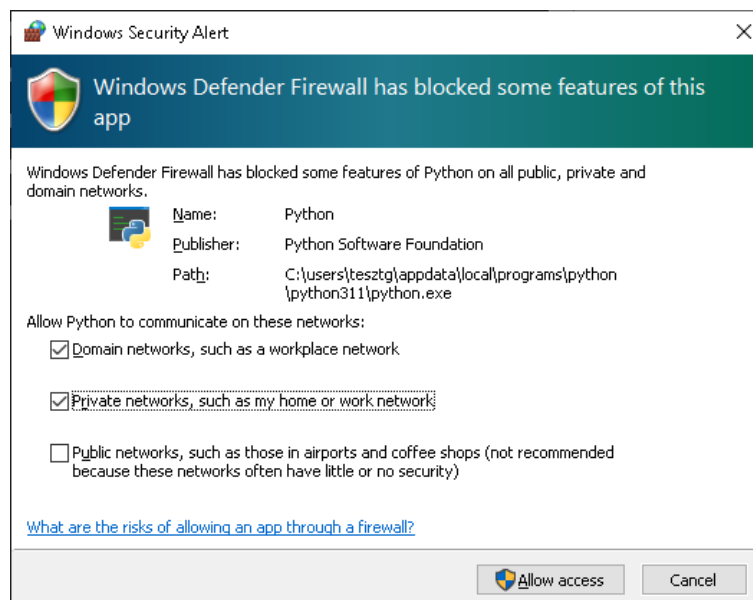 Windows Security Alert
Windows Defender Firewall has blocked some features of this
app
Windows Defender Firewall has blocked some features of Python on all public, private and
domain networks.
Name: Python
Publisher: Python Software Foundation
Path: C:\users\tesztg\appdata\local\programs\python
\python311\python.exe
Allow Python to communicate on these networks:
Domain networks, such as a workplace network
Private networks, such as my home or work network
Public networks, such as those in airports and coffee shops (not recommended
because these networks often have little or no security)
What are the risks of allowing an app through a firewall?
Allow access Cancel